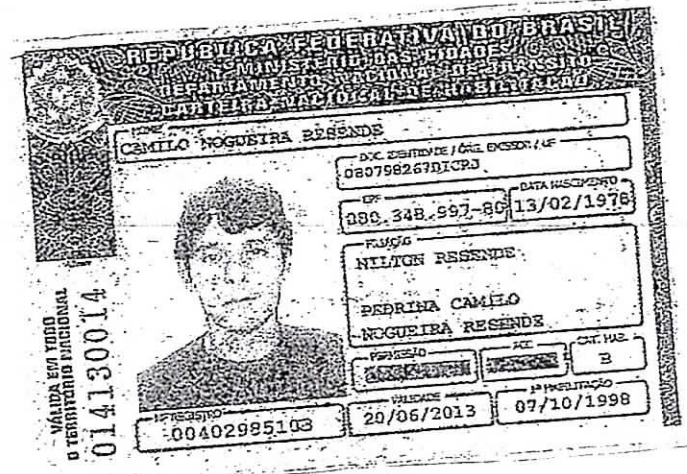 REPÚBLICA FEDERATIVA DO BRASIL
MINISTÉRIO DAS CIDADES
DEPARTAMENTO NACIONAL DE TRÂNSITO
CARTEIRA NACIONAL DE HABILITAÇÃO
NOME
CAMILO NOGUEIRA RESENDE
DOC. IDENTIDADE / ÓRG. EMISSOR / UF
080798267DICRJ
CPF
DATA NASCIMENTO
080.348.997-80
13/02/1978
FILIAÇÃO
NILTON RESENDE
PEDRINA CAMILO
NOGUEIRA RESENDE
PERMISSÃO
ACC
CAT. HAB.
B
Nº REGISTRO
VALIDADE
1ª HABILITAÇÃO
00402985103
20/06/2013
07/10/1998
VÁLIDA EM TODO
O TERRITÓRIO NACIONAL
014130014